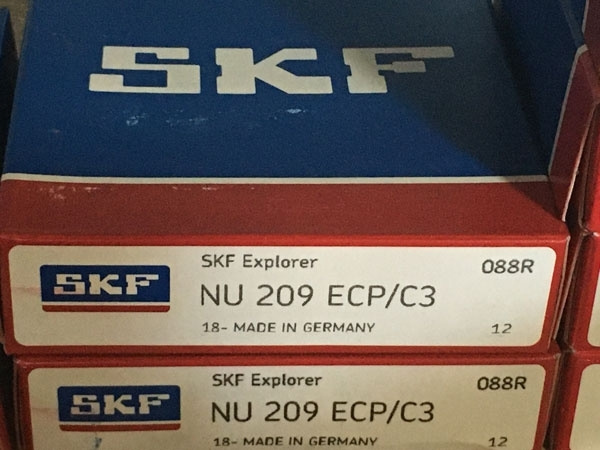 SKF
SKF Explorer 088R
SKF NU 209 ECP/C3
18- MADE IN GERMANY 12
SKF Explorer 088R
SKF NU 209 ECP/C3
18- MADE IN GERMANY 12